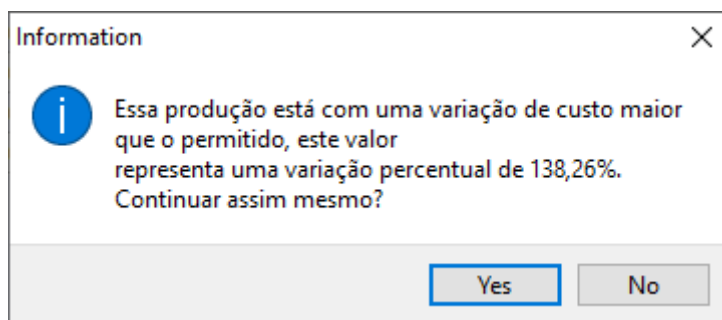 Information
Essa produção está com uma variação de custo maior
que o permitido, este valor
representa uma variação percentual de 138,26%.
Continuar assim mesmo?
Yes No